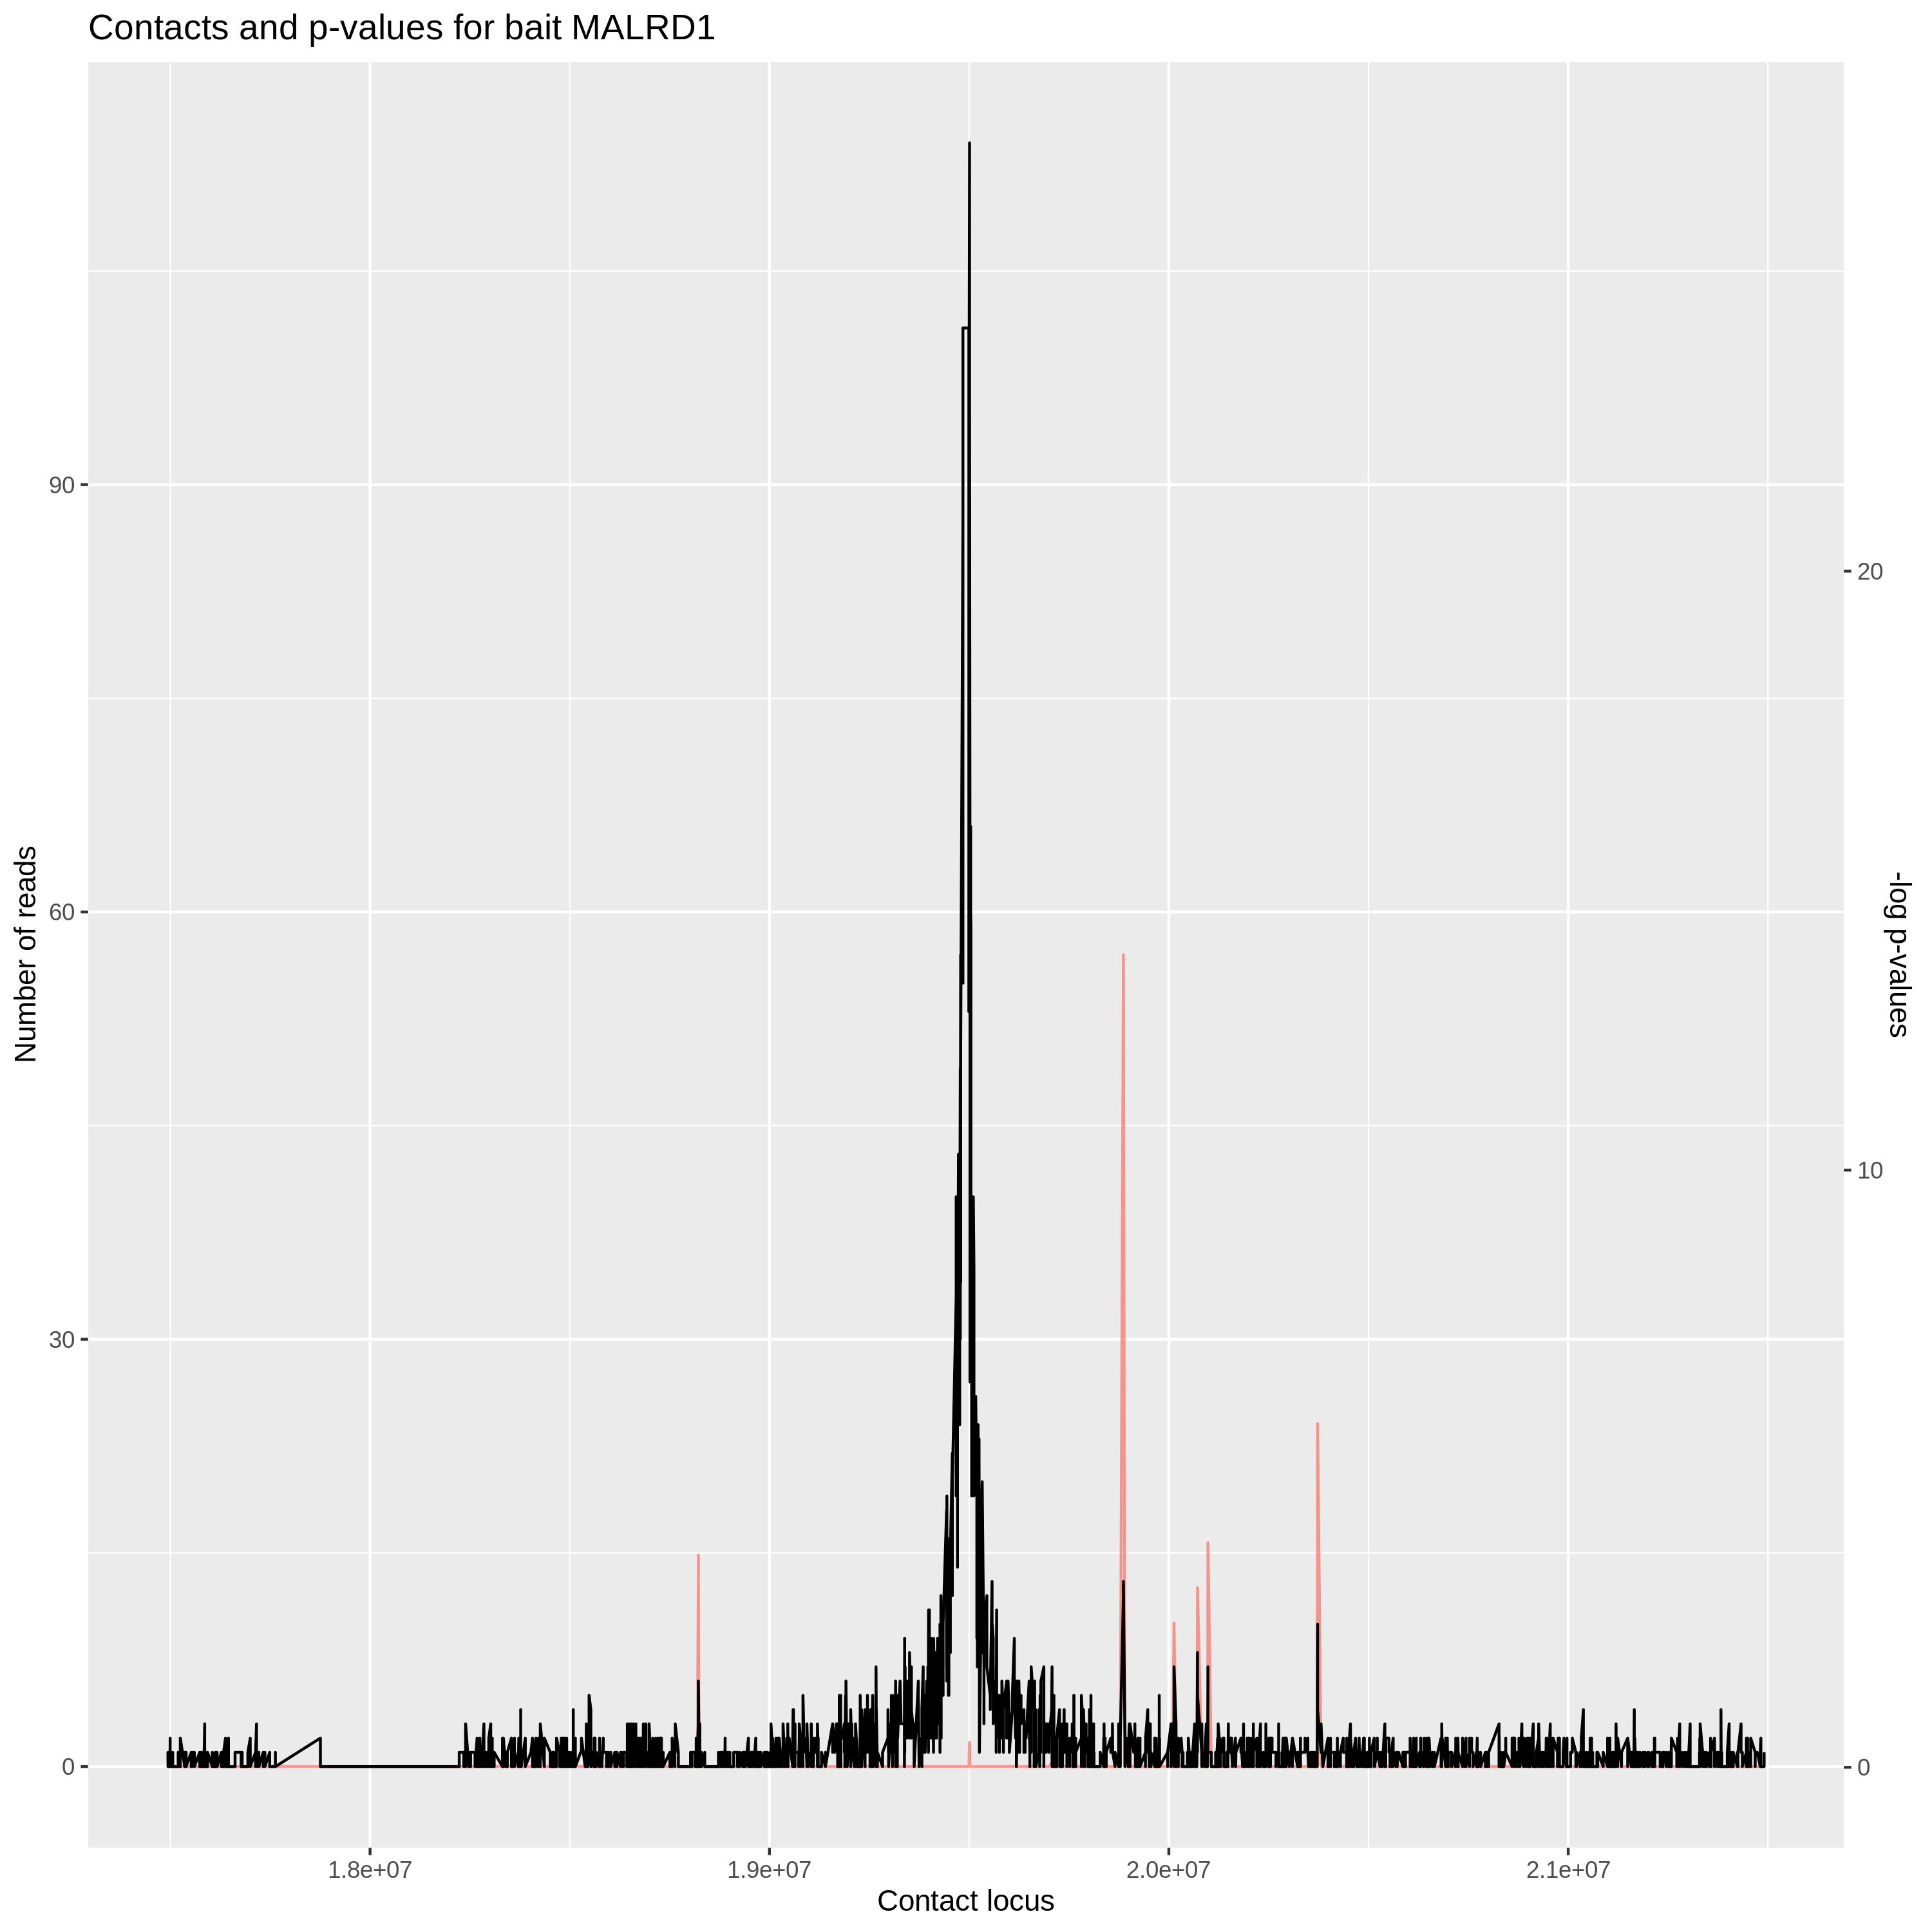 Contacts and p-values for bait MALRD1
Number of reads
90
60
30
0
20
10
0
-log p-values
1.8e+07
1.9e+07
2.0e+07
2.1e+07
Contact locus